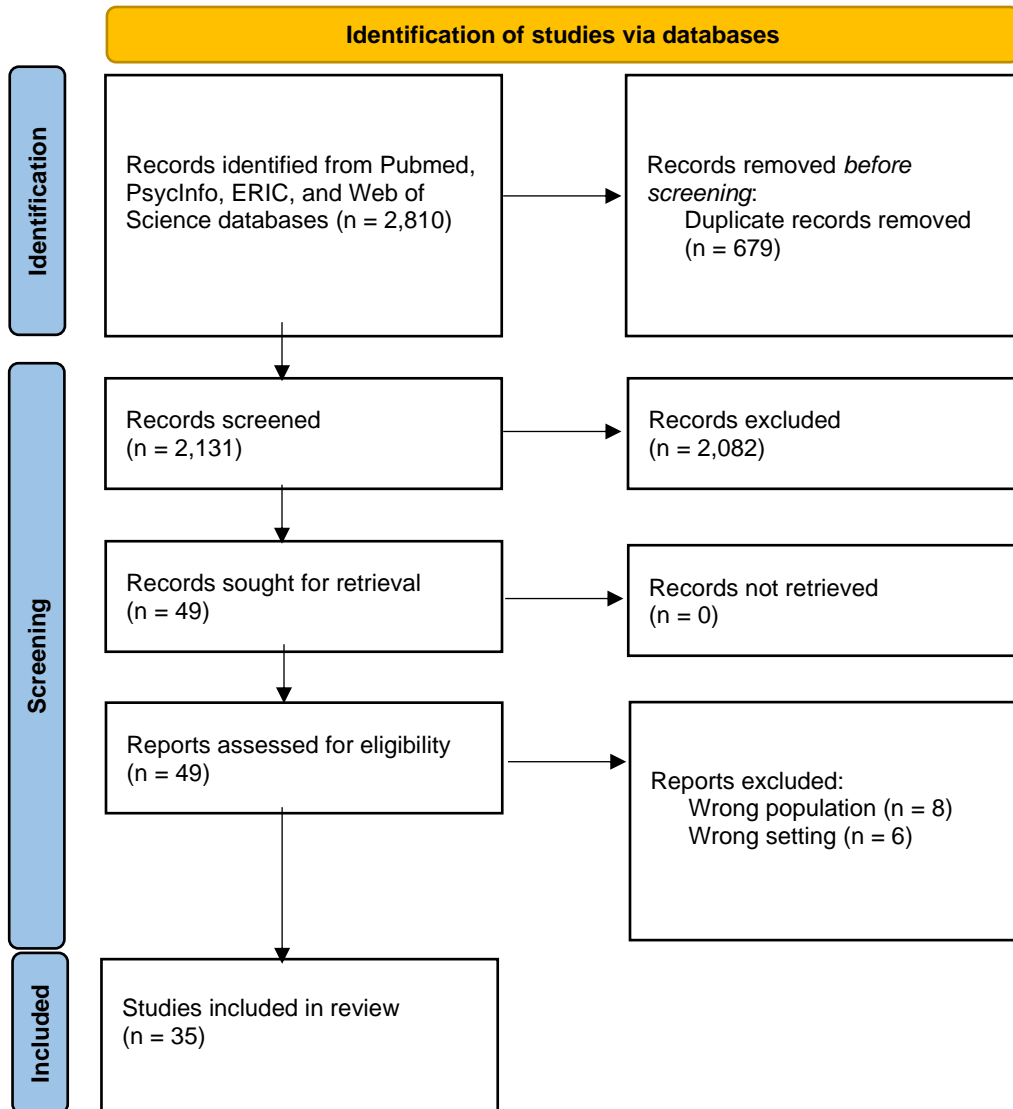 Identification of studies via databases
Identification
Records identified from Pubmed,
PsycInfo, ERIC, and Web of
Science databases (n = 2,810)
Records removed before
screening:
Duplicate records removed
(n = 679)
Screening
Records screened
(n = 2,131)
Records excluded
(n = 2,082)
Records sought for retrieval
(n = 49)
Records not retrieved
(n = 0)
Reports assessed for eligibility
(n = 49)
Reports excluded:
Wrong population (n = 8)
Wrong setting (n = 6)
Included
Studies included in review
(n = 35)